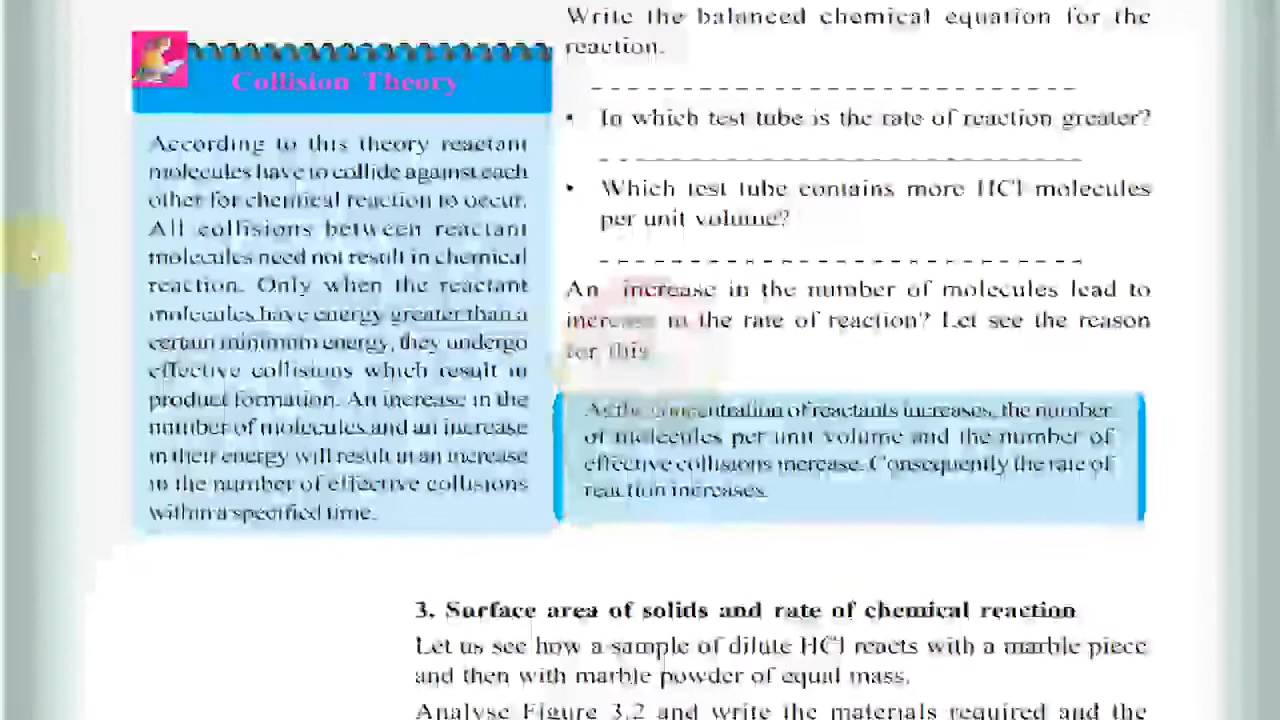 Collision Theory
According to this theory reactant
molecules have to collide against each
other for chemical reaction to occur.
All collisions between reactant
molecules need not result in chemical
reaction. Only when the reactant
molecules have energy greater than a
certain minimum energy, they undergo
effective collisions which result in
product formation. An increase in the
number of molecules and an increase
in their energy will result in an increase
in the number of effective collisions
within a specified time.
Write the balanced chemical equation for the
reaction.
• In which test tube is the rate of reaction greater?
• Which test tube contains more HCl molecules
per unit volume?
An increase in the number of molecules lead to
increase in the rate of reaction? Let see the reason
for this.
As the concentration of reactants increases, the number
of molecules per unit volume and the number of
effective collisions increase. Consequently the rate of
reaction increases.
3. Surface area of solids and rate of chemical reaction
Let us see how a sample of dilute HCl reacts with a marble piece
and then with marble powder of equal mass.
Analyse Figure 3.2 and write the materials required and the